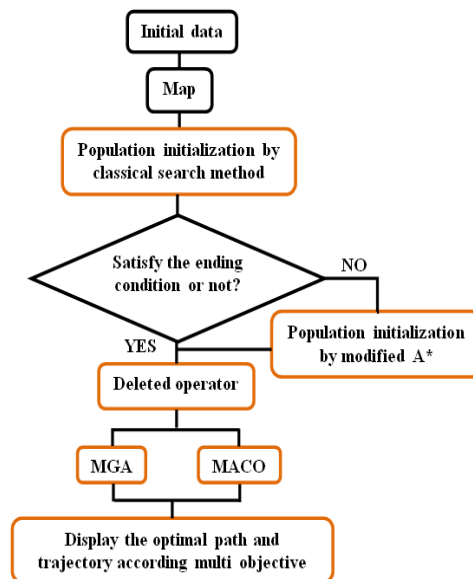 Initial data
Map
Population initialization by
classical search method
Satisfy the ending
condition or not?
NO
Population initialization
by modified A*
YES
Deleted operator
MGA
MACO
Display the optimal path and
trajectory according multi objective